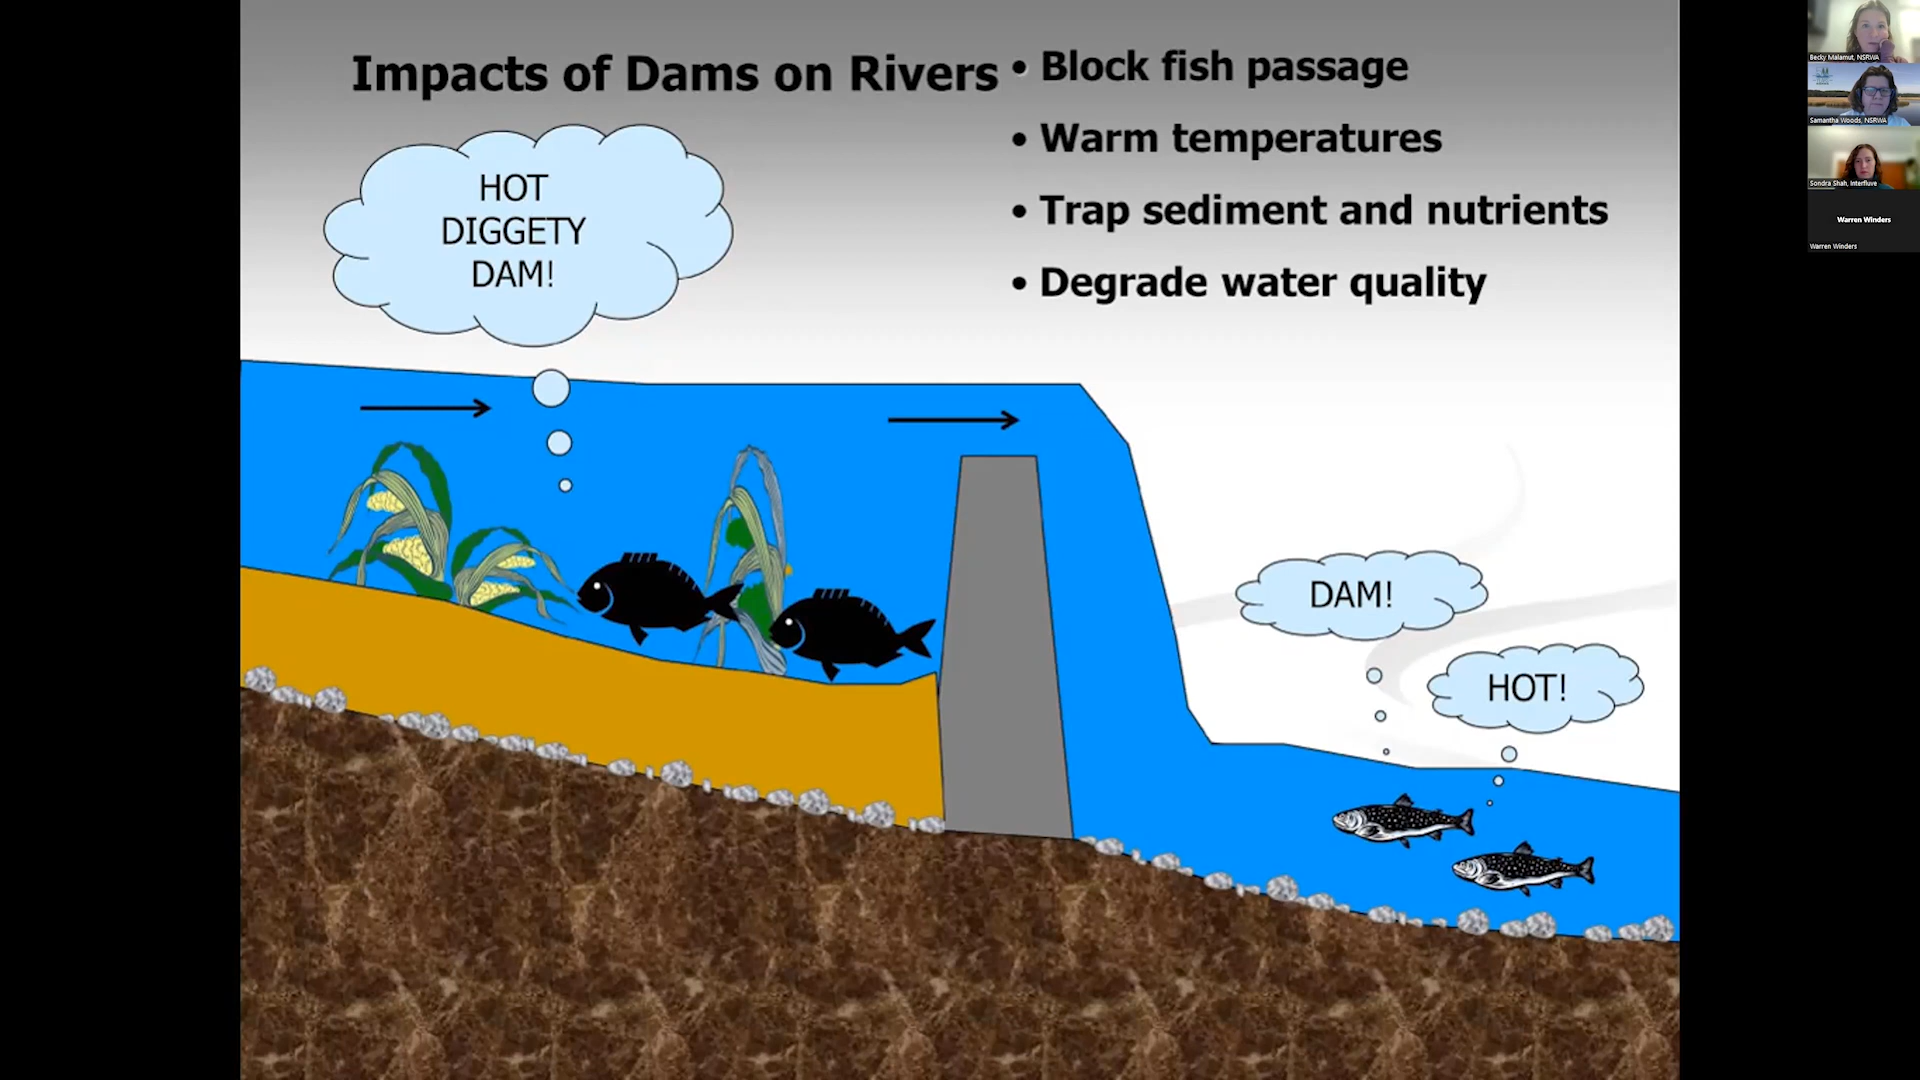 Impacts of Dams on Rivers
• Block fish passage
• Warm temperatures
• Trap sediment and nutrients
• Degrade water quality
HOT
DIGGETY
DAM!
DAM!
HOT!
Becky Malamut, NSRWA
Samantha Woods, NSRWA
Sondra Shah, Interfluve
Warren Winders
Warren Winders